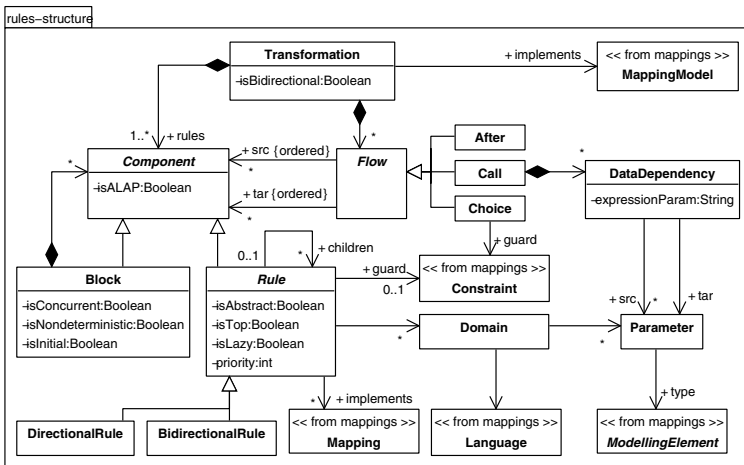 rules-structure
Transformation
-isBidirectional:Boolean
+ implements
<< from mappings >>
MappingModel
1..*
+ rules
*
Component
-isALAP:Boolean
*
+ src {ordered}
*
+ tar {ordered}
*
Flow
After
Call
Choice
*
DataDependency
-expressionParam:String
+ guard
<< from mappings >>
Constraint
Block
-isConcurrent:Boolean
-isNondeterministic:Boolean
-isInitial:Boolean
0..1
*
+ children
Rule
-isAbstract:Boolean
-isTop:Boolean
-isLazy:Boolean
-priority:int
+ guard
0..1
*
Domain
*
+ src
*
+ tar
Parameter
DirectionalRule
BidirectionalRule
*
+ implements
<< from mappings >>
Mapping
<< from mappings >>
Language
+ type
<< from mappings >>
ModellingElement